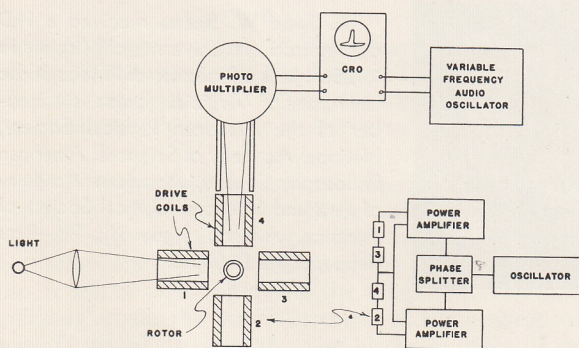 PHOTO
MULTIPLIER
CRO
VARIABLE
FREQUENCY
AUDIO
OSCILLATOR
DRIVE
COILS
4
LIGHT
1
3
ROTOR
2
1
3
4
2
POWER
AMPLIFIER
PHASE
SPLITTER
OSCILLATOR
POWER
AMPLIFIER